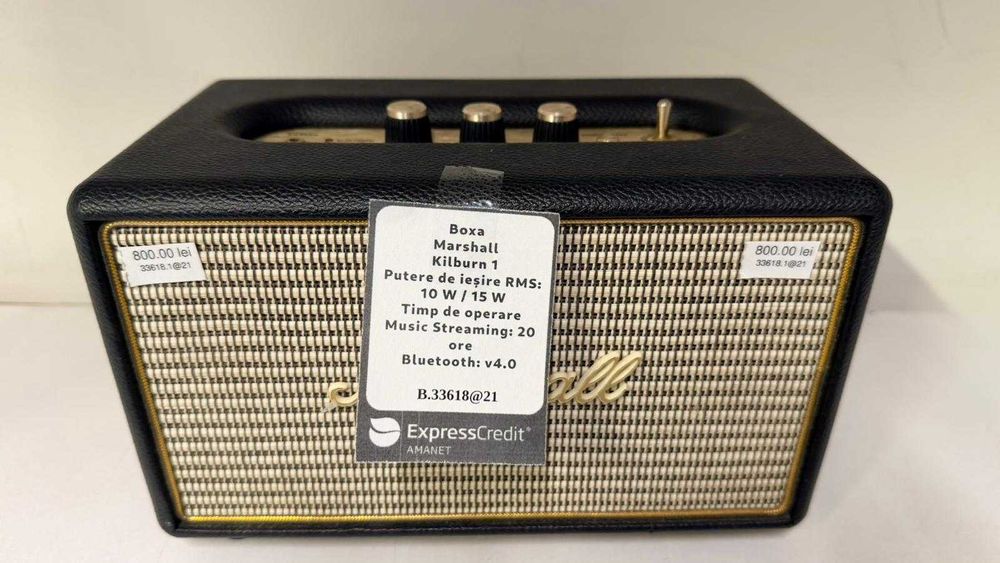 800.00 lei
33618.1@21
Boxa
Marshall
Kilburn 1
Putere de ieșire RMS:
10 W / 15 W
Timp de operare
Music Streaming: 20
ore
Bluetooth: v4.0
B.33618@21
ExpressCredit®
AMANET
800.00 lei
33618.1@21
all